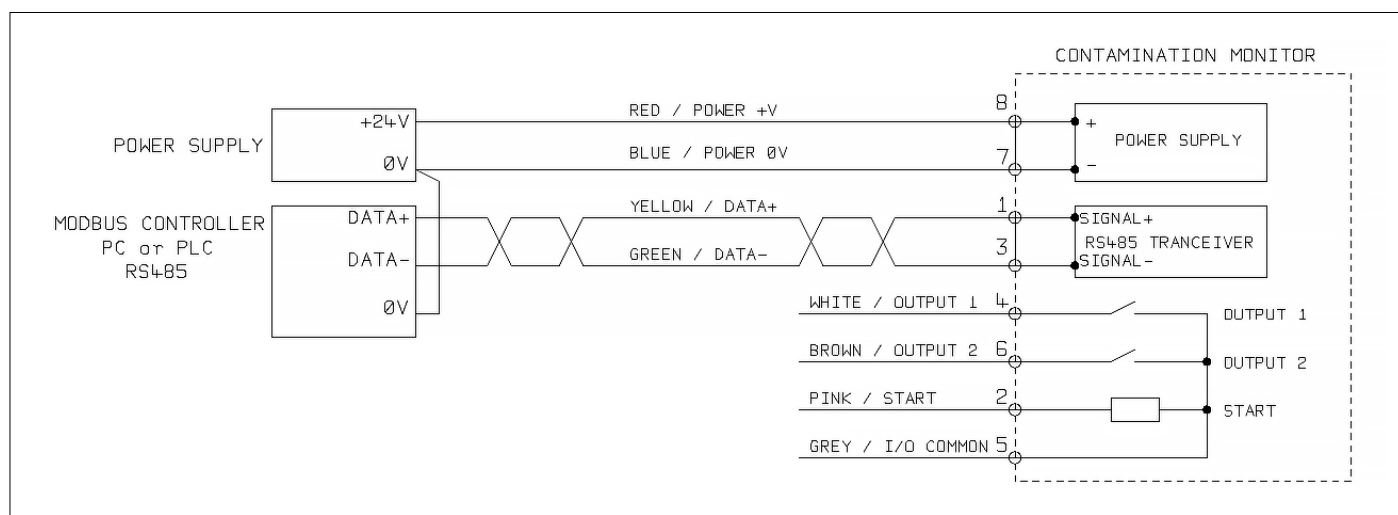 CONTAMINATION MONITOR
POWER SUPPLY
+24V
0V
RED / POWER +V
8
BLUE / POWER 0V
7
+
-
POWER SUPPLY
MODBUS CONTROLLER
PC or PLC
RS485
DATA+
DATA-
0V
YELLOW / DATA+
1
GREEN / DATA-
3
SIGNAL+
RS485 TRANCEIVER
SIGNAL-
WHITE / OUTPUT 1
4
OUTPUT 1
BROWN / OUTPUT 2
6
OUTPUT 2
PINK / START
2
START
GREY / I/O COMMON
5